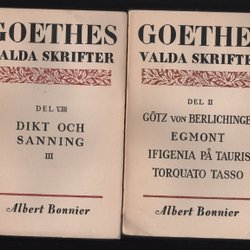 GOETHES
VALDA SKRIFTER
DEL VIII
DIKT OCH
SANNING
III
Albert Bonnier
GOETHES
VALDA SKRIFTER
DEL II
GÖTZ VON BERLICHINGE
EGMONT
IFIGENIA PÅ TAURIS
TORQUATO TASSO
Albert Bonnier